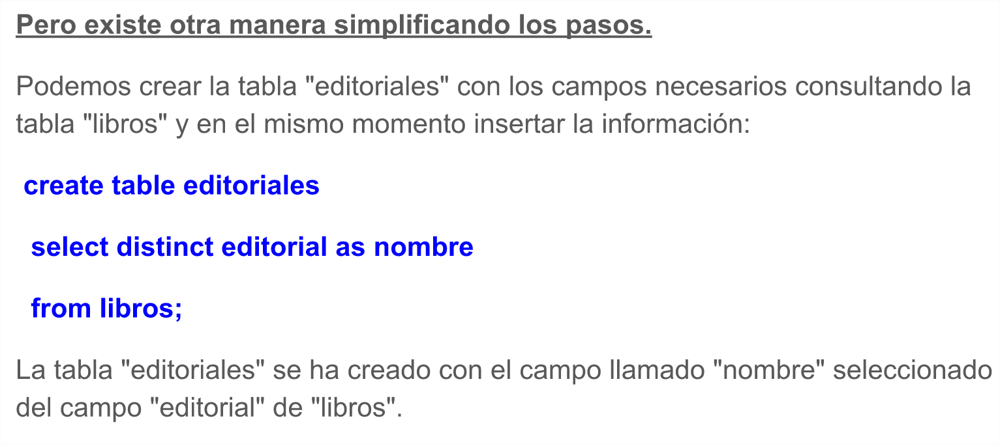 Pero existe otra manera simplificando los pasos.
Podemos crear la tabla "editoriales" con los campos necesarios consultando la
tabla "libros" y en el mismo momento insertar la información:
create table editoriales
select distinct editorial as nombre
from libros;
La tabla "editoriales" se ha creado con el campo llamado "nombre" seleccionado
del campo "editorial" de "libros".